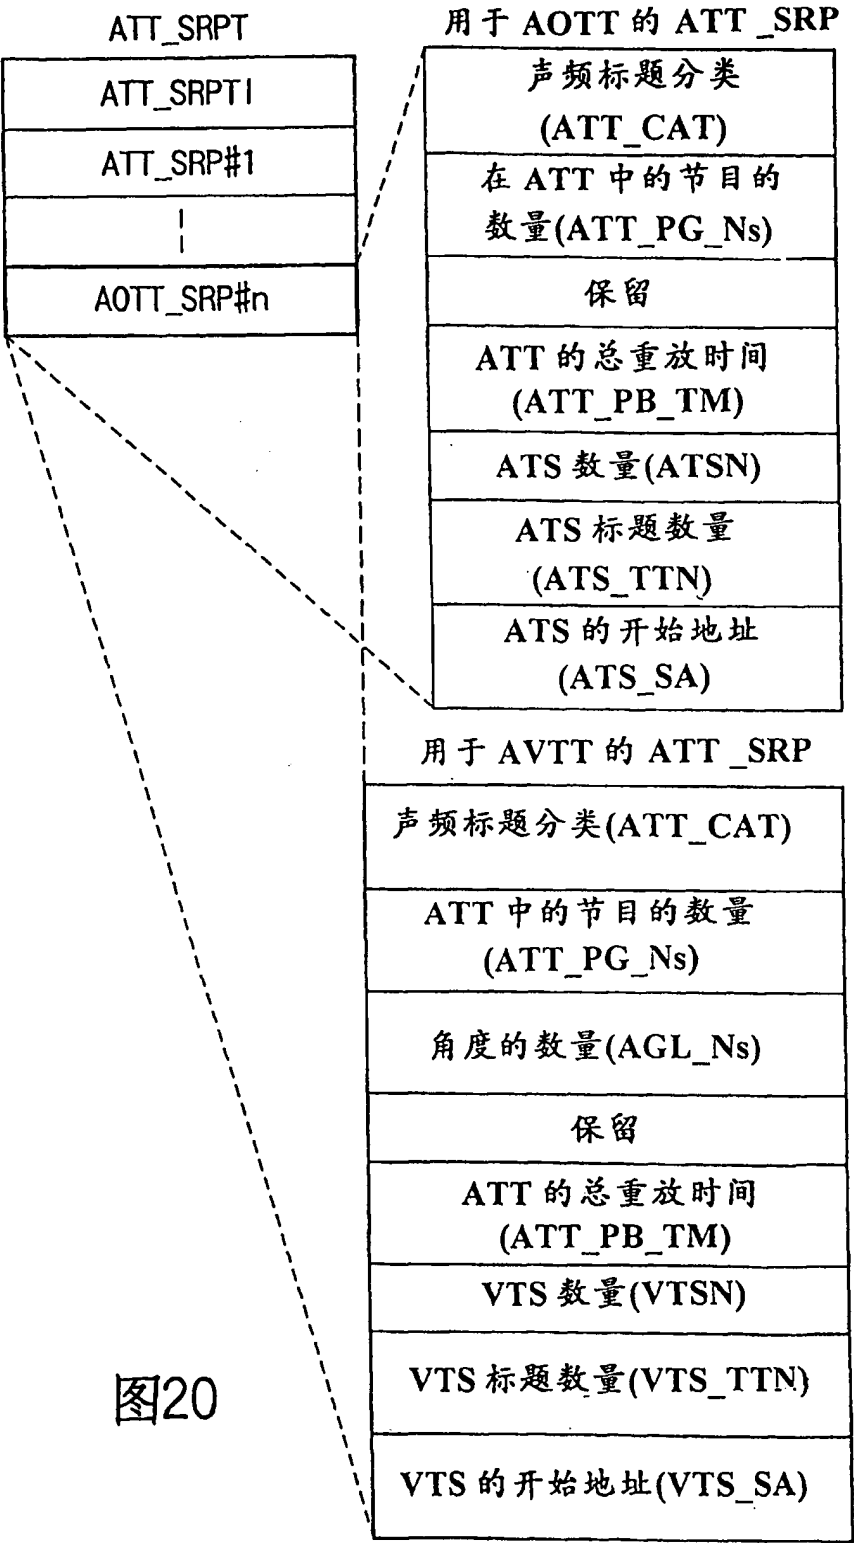 ATT_SRPT
ATT_SRPTI
ATT_SRP#1
AOTT_SRP#n
用于 AOTT 的 ATT _SRP
声频标题分类
(ATT_CAT)
在 ATT 中的节目的
数量(ATT_PG_Ns)
保留
ATT 的总重放时间
(ATT_PB_TM)
ATS 数量(ATSN)
ATS 标题数量
(ATS_TTN)
ATS 的开始地址
(ATS_SA)
用于 AVTT 的 ATT _SRP
声频标题分类(ATT_CAT)
ATT 中的节目的数量
(ATT_PG_Ns)
角度的数量(AGL_Ns)
保留
ATT 的总重放时间
(ATT_PB_TM)
VTS 数量(VTSN)
VTS 标题数量(VTS_TTN)
VTS 的开始地址(VTS_SA)
图20